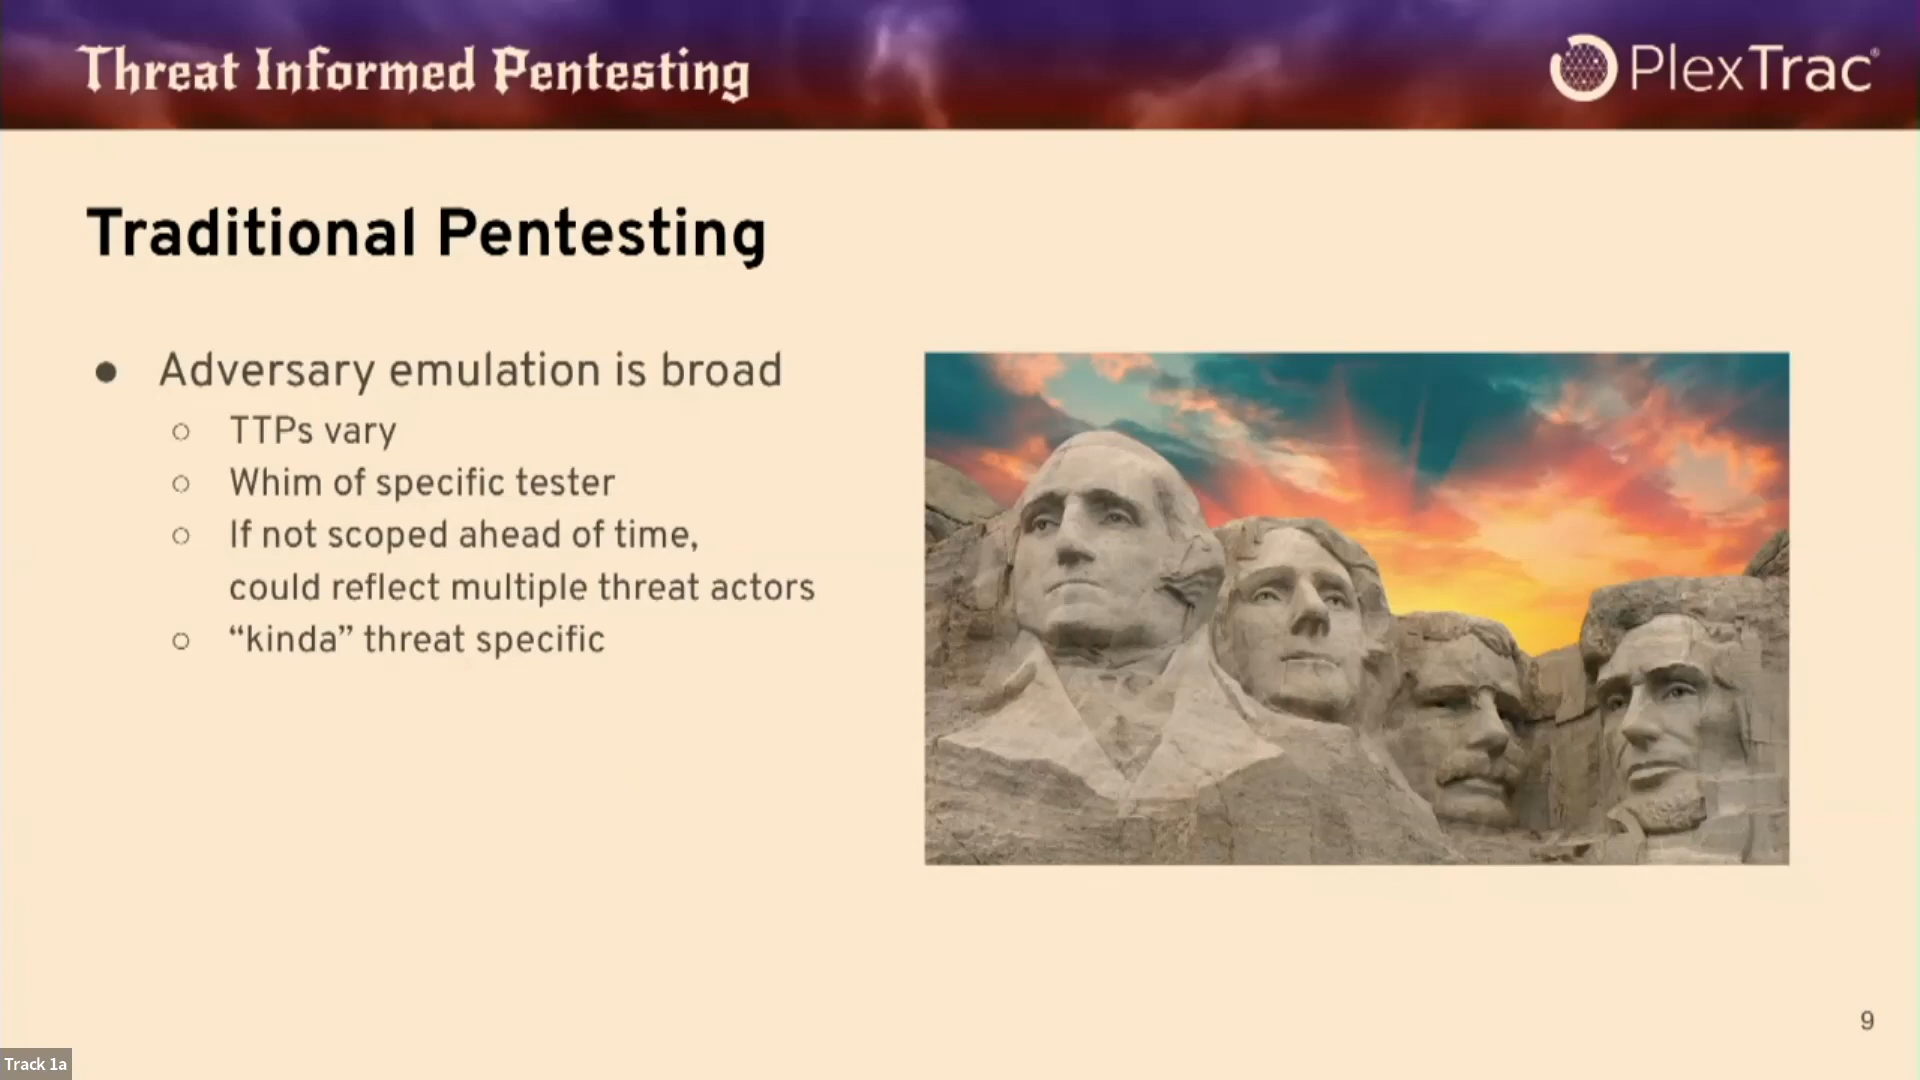 Threat Informed Pentesting
PlexTrac®
Traditional Pentesting
● Adversary emulation is broad
○ TTPs vary
○ Whim of specific tester
○ If not scoped ahead of time,
could reflect multiple threat actors
○ “kinda” threat specific
9
Track 1a